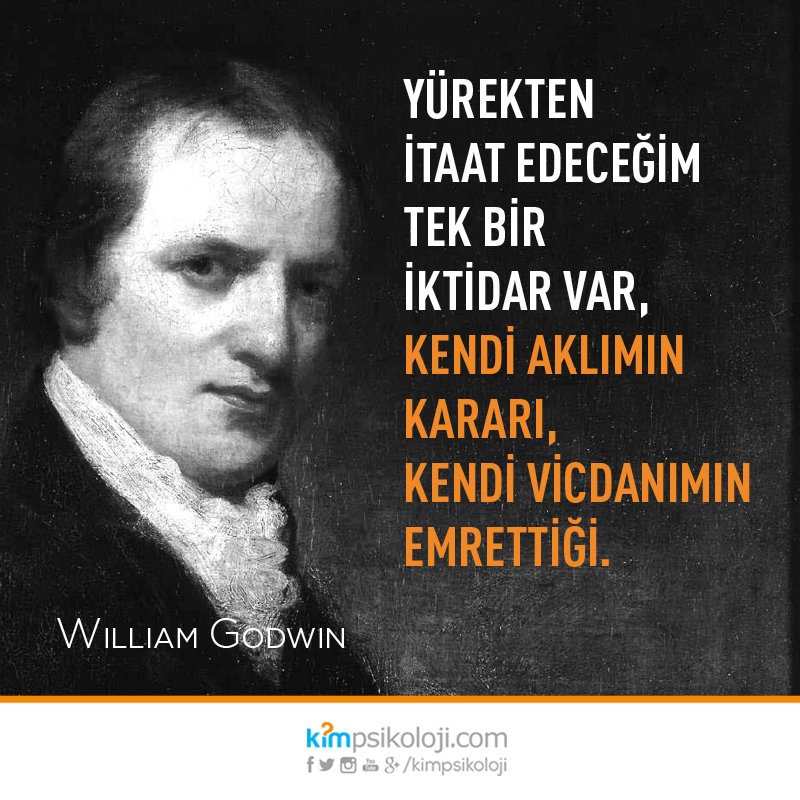 YÜREKTEN
İTAAT EDECEĞİM
TEK BİR
İKTİDAR VAR,
KENDİ AKLIMIN
KARARI,
KENDİ VİCDANIMIN
EMRETTİĞİ.
WILLIAM GODWIN
kimpsikoloji.com
/kimpsikoloji